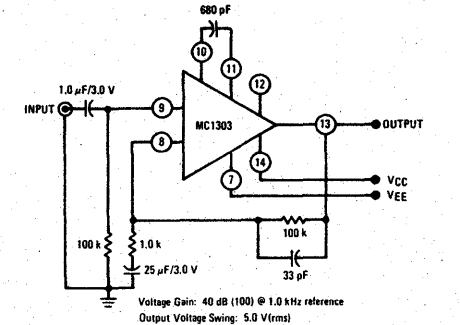 680 pF
10
11
12
1.0 µF/3.0 V
INPUT
9
MC1303
13
OUTPUT
8
14
7
VCC
VEE
100 k
1.0 k
100 k
25 µF/3.0 V
33 pF
Voltage Gain: 40 dB (100) @ 1.0 kHz reference
Output Voltage Swing: 5.0 V(rms)